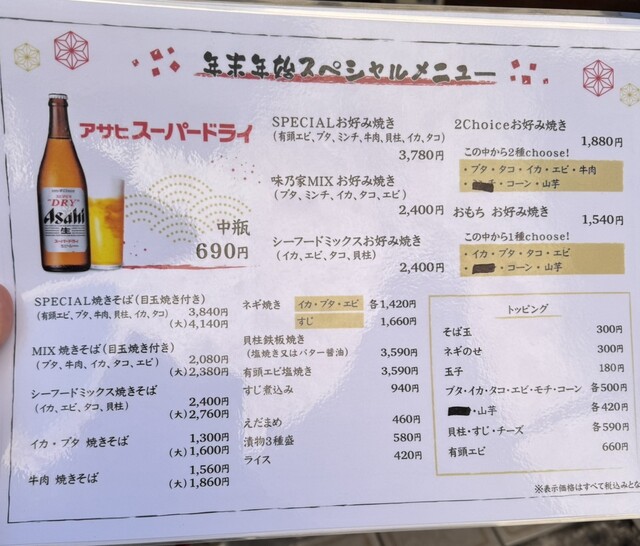 年末年始スペシャルメニュー
アサヒスーパードライ
DRY
Asahi
生
スーパードライ
中瓶
690円
SPECIALお好み焼き
(有頭エビ、ブタ、ミンチ、牛肉、貝柱、イカ、タコ)
3,780円
味乃家MIX お好み焼き
(ブタ、ミンチ、イカ、タコ、エビ)
2,400円
シーフードミックスお好み焼き
(イカ、エビ、タコ、貝柱)
2,400円
2Choiceお好み焼き
1,880円
この中から2種choose!
・ブタ・タコ・イカ・エビ・牛肉
・コーン・山芋
おもち お好み焼き
1,540円
この中から1種choose!
・イカ・ブタ・タコ・エビ
・コーン・山芋
SPECIAL焼きそば(目玉焼き付き)
(有頭エビ、ブタ、牛肉、貝柱、イカ、タコ) 3,840円
(大)4,140円
MIX 焼きそば(目玉焼き付き)
(ブタ、牛肉、イカ、タコ、エビ) 2,080円
(大)2,380円
シーフードミックス焼きそば
(イカ、エビ、タコ、貝柱) 2,400円
(大)2,760円
イカ・ブタ 焼きそば 1,300円
(大)1,600円
牛肉 焼きそば 1,560円
(大)1,860円
ネギ焼き イカ・ブタ・エビ 各1,420円
すじ 1,660円
貝柱鉄板焼き
(塩焼き又はバター醤油) 3,590円
有頭エビ塩焼き 3,590円
すじ煮込み 940円
えだまめ 460円
漬物3種盛 580円
ライス 420円
トッピング
そば玉 300円
ネギのせ 300円
玉子 180円
ブタ・イカ・タコ・エビ・モチ・コーン 各500円
・山芋 各420円
貝柱・すじ・チーズ 各590円
有頭エビ 660円
※表示価格はすべて税込みとな